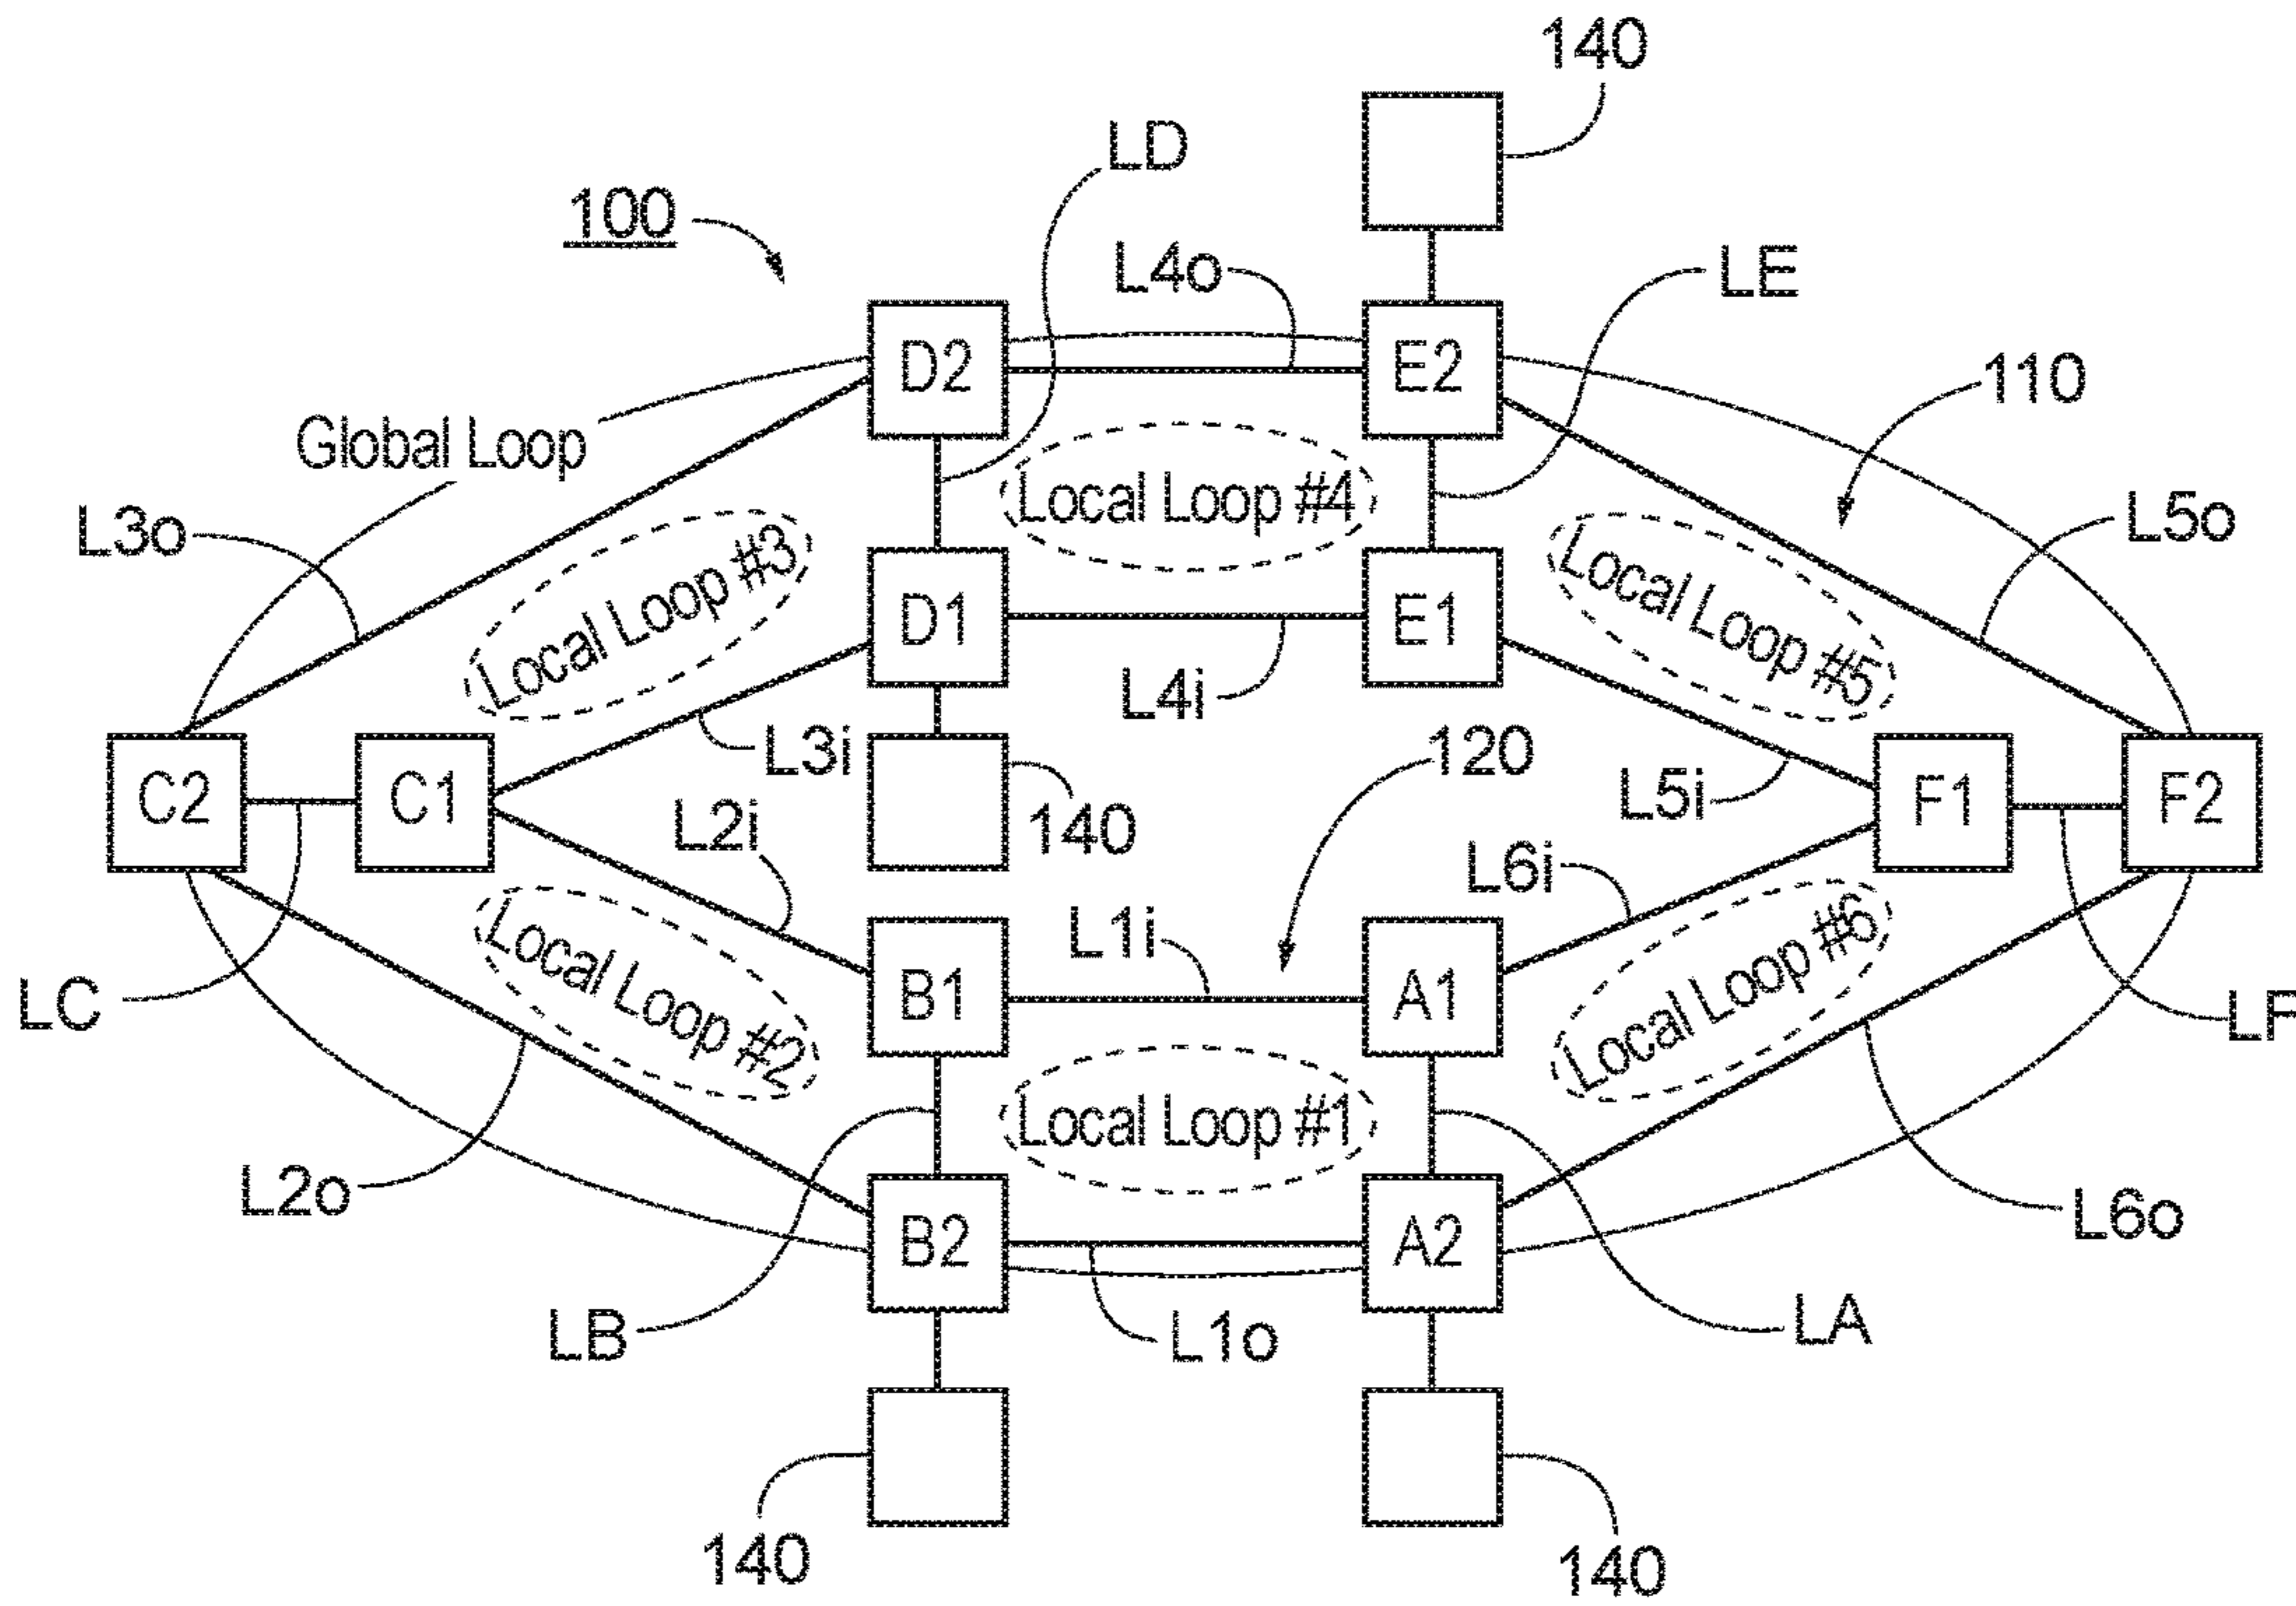 140
LD
100
L4o
LE
D2
E2
110
Global Loop
Local Loop #4
L3o
L5o
Local Loop #3
D1
E1
Local Loop #5
L4i
L3i
120
C2
C1
L2i
140
L5i
F1
F2
L6i
Local Loop #2
L1i
Local Loop #6
LC
B1
A1
LF
Local Loop #1
L2o
B2
A2
L6o
LB
L1o
LA
140
140